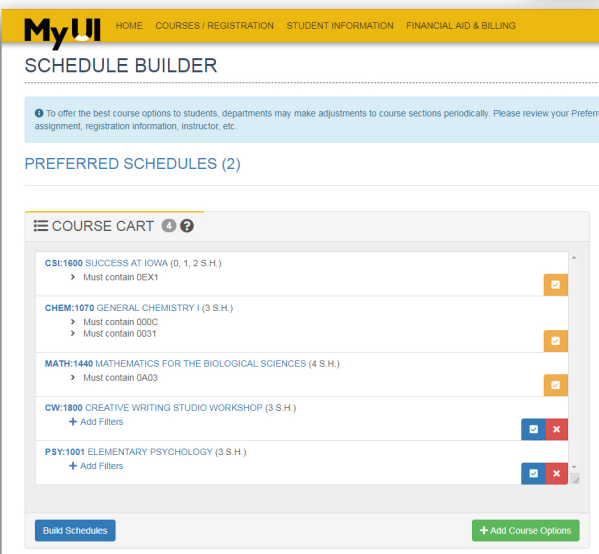 MyUI HOME COURSES / REGISTRATION STUDENT INFORMATION FINANCIAL AID & BILLING
SCHEDULE BUILDER
To offer the best course options to students, departments may make adjustments to course sections periodically. Please review your Preferr
assignment, registration information, instructor, etc.
PREFERRED SCHEDULES (2)
COURSE CART 4 ?
CSI:1600 SUCCESS AT IOWA (0, 1, 2 S.H.)
> Must contain 0EX1
CHEM:1070 GENERAL CHEMISTRY I (3 S.H.)
> Must contain 000C
> Must contain 0031
MATH:1440 MATHEMATICS FOR THE BIOLOGICAL SCIENCES (4 S.H.)
> Must contain 0A03
CW:1800 CREATIVE WRITING STUDIO WORKSHOP (3 S.H.)
+ Add Filters
PSY:1001 ELEMENTARY PSYCHOLOGY (3 S.H.)
+ Add Filters
Build Schedules
+ Add Course Options